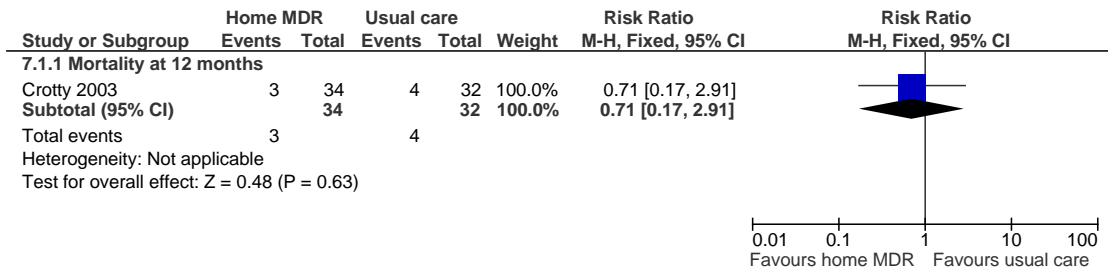 Home MDR Usual care Risk Ratio Risk Ratio
Study or Subgroup Events Total Events Total Weight M-H, Fixed, 95% CI M-H, Fixed, 95% CI
7.1.1 Mortality at 12 months
Crotty 2003 3 34 4 32 100.0% 0.71 [0.17, 2.91]
Subtotal (95% CI) 34 32 100.0% 0.71 [0.17, 2.91]
Total events 3 4
Heterogeneity: Not applicable
Test for overall effect: Z = 0.48 (P = 0.63)
0.01 0.1 1 10 100
Favours home MDR Favours usual care